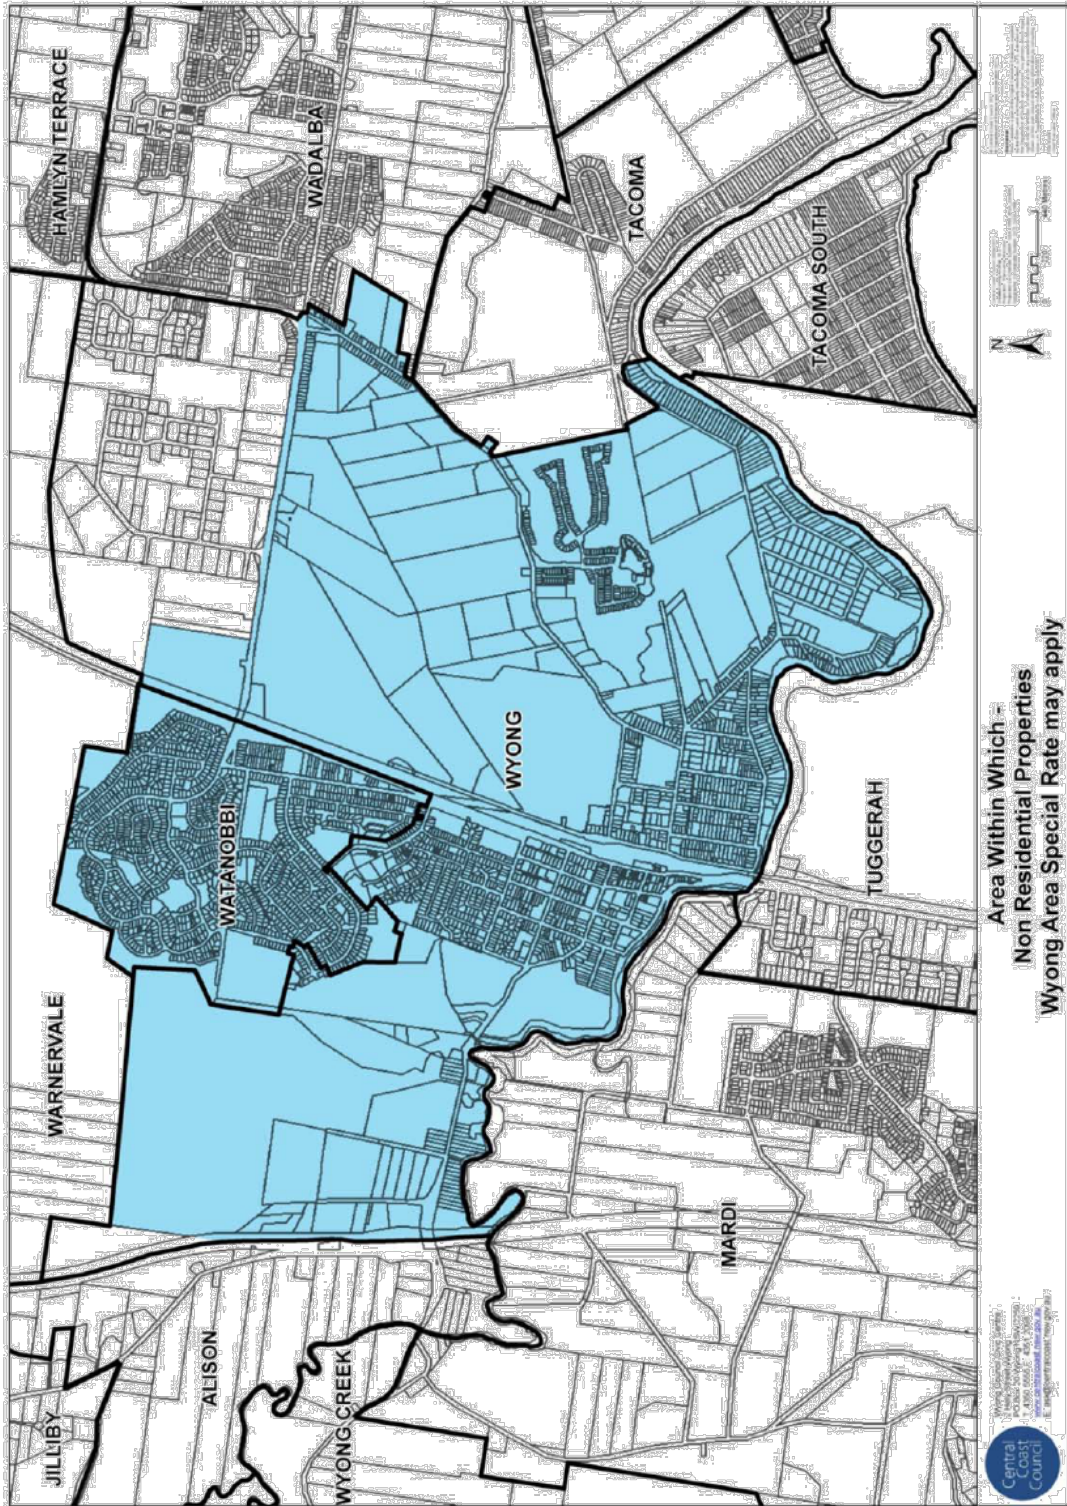 JILLIBY
WARNERVALE
HAMLYN TERRACE
ALISON
WATANOBBI
WADALBA
WYONG CREEK
WYONG
TACOMA
MARDI
TUGGERAH
TACOMA SOUTH
N
Area Within Which -
Non Residential Properties
Wyong Area Special Rate may apply
Central
Coast
Council